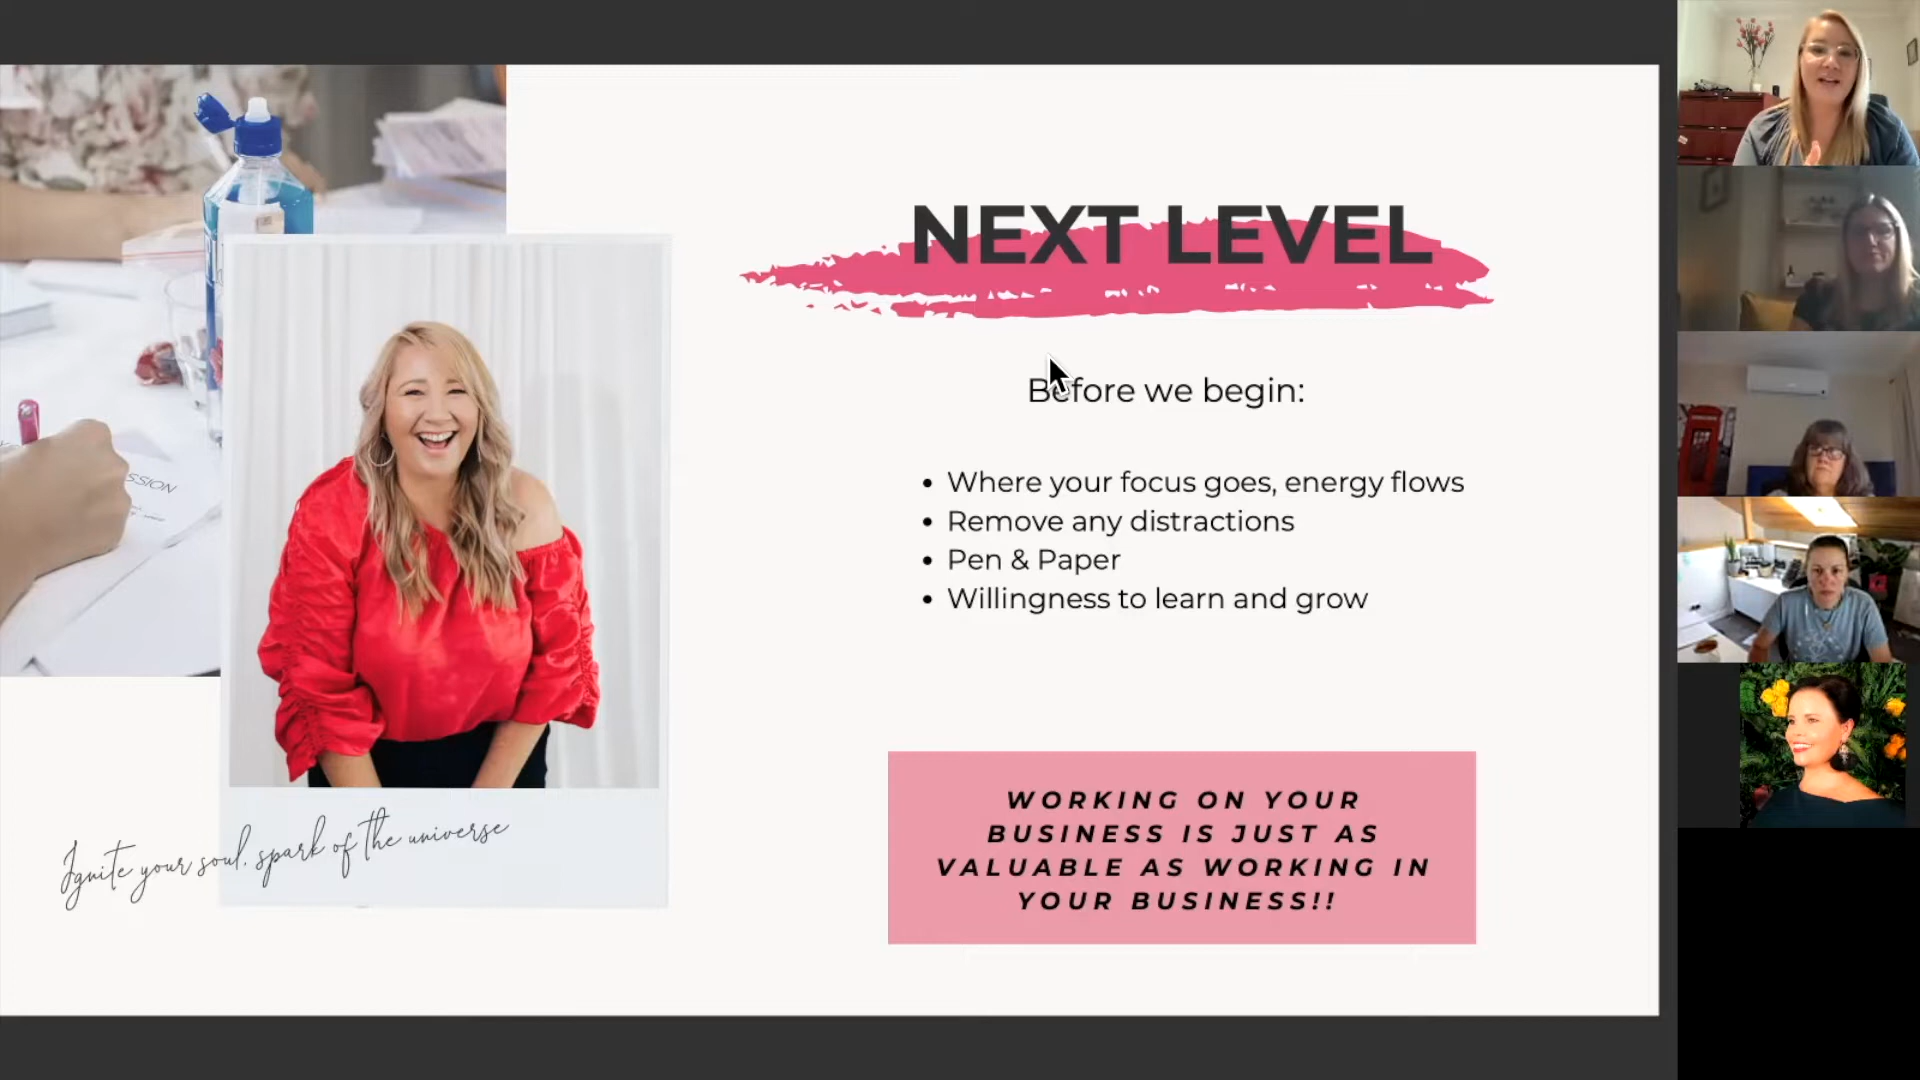 NEXT LEVEL
Before we begin:
• Where your focus goes, energy flows
• Remove any distractions
• Pen & Paper
• Willingness to learn and grow
WORKING ON YOUR
BUSINESS IS JUST AS
VALUABLE AS WORKING IN
YOUR BUSINESS!!
Ignite your soul, spark of the universe
SSION